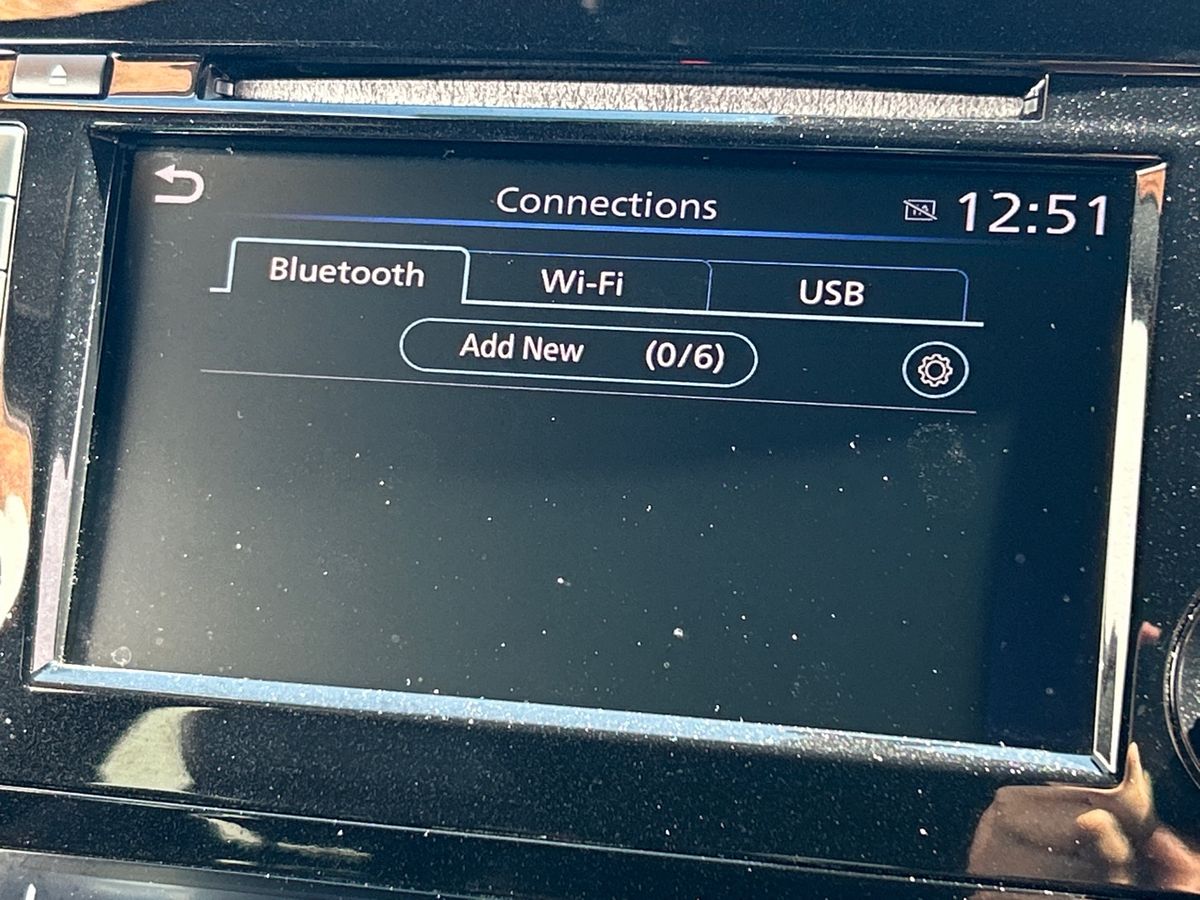 Connections
12:51
Bluetooth
Wi-Fi
USB
Add New (0/6)